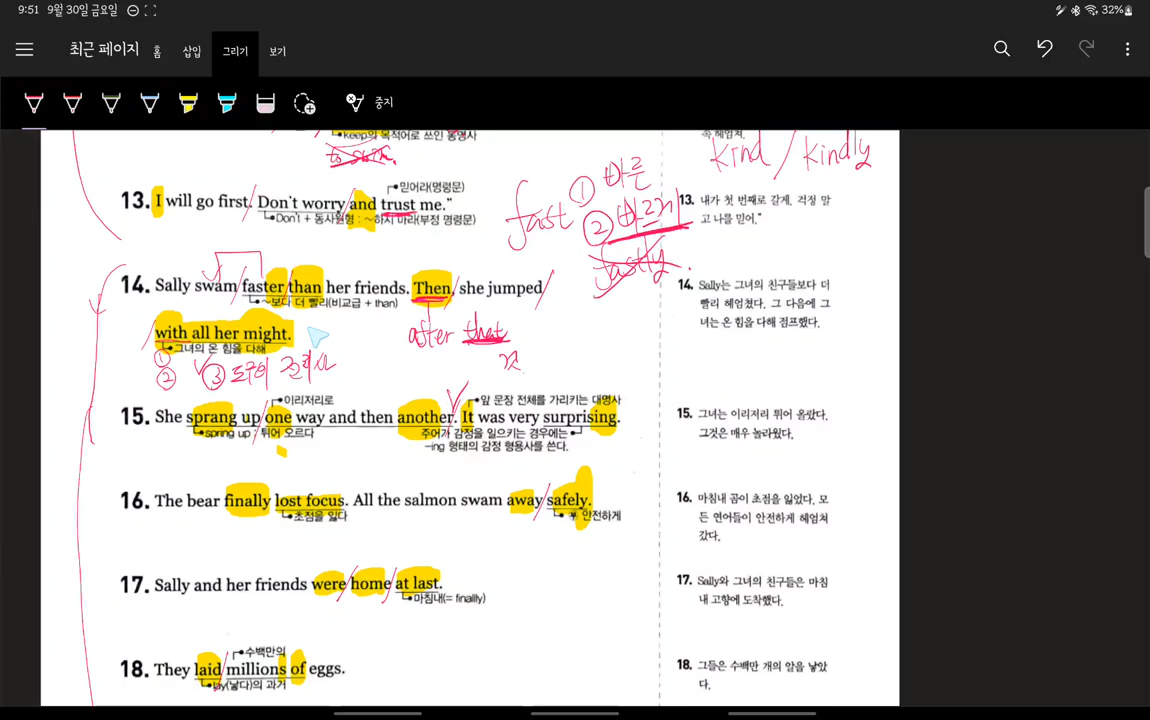 9:51 9월 30일 금요일
32%
최근 페이지 홈 삽입 그리기 보기
중지
keep의 목적어로 쓰인 동명사
kind / kindly
믿어라(명령문)
fast ① 빠른
13. I will go first. Don't worry and trust me."
② 빠르게
13. 내가 첫 번째로 갈게. 걱정 말
고 나를 믿어."
Don't + 동사원형 : ~하지 마라(부정 명령문)
fastly
14. Sally swam faster than her friends. Then, she jumped
~보다 더 빨리(비교급 + than)
with all her might.
그녀의 온 힘을 다해
after that
① ② ③ 도구의 전치사
14. Sally는 그녀의 친구들보다 더
빨리 헤엄쳤다. 그 다음에 그
녀는 온 힘을 다해 점프했다.
이리저리로
앞 문장 전체를 가리키는 대명사
15. She sprang up one way and then another. It was very surprising.
spring up 튀어 오르다
주어가 감정을 일으키는 경우에는
-ing 형태의 감정 형용사를 쓴다.
15. 그녀는 이리저리 튀어 올랐다.
그것은 매우 놀라웠다.
16. The bear finally lost focus. All the salmon swam away safely.
초점을 잃다
안전하게
16. 마침내 곰이 초점을 잃었다. 모
든 연어들이 안전하게 헤엄쳐
갔다.
17. Sally and her friends were home at last.
마침내(= finally)
17. Sally와 그녀의 친구들은 마침
내 고향에 도착했다.
수백만의
18. They laid millions of eggs.
lay(낳다)의 과거
18. 그들은 수백만 개의 알을 낳았
다.